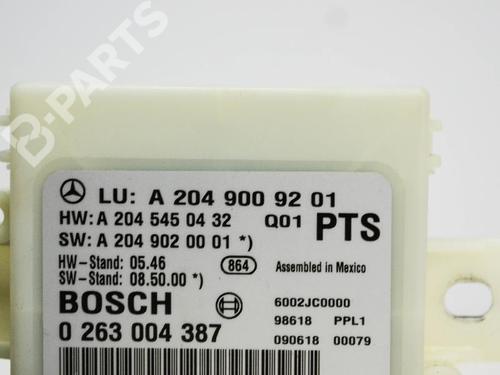 B-PARTS
LU: A 204 900 92 01
HW: A 204 545 04 32 Q01 PTS
SW: A 204 902 00 01 *)
HW-Stand: 05.46 864 Assembled in Mexico
SW-Stand: 08.50.00 *)
BOSCH 6002JC0000
0 263 004 387 98618 PPL1
090618 00079